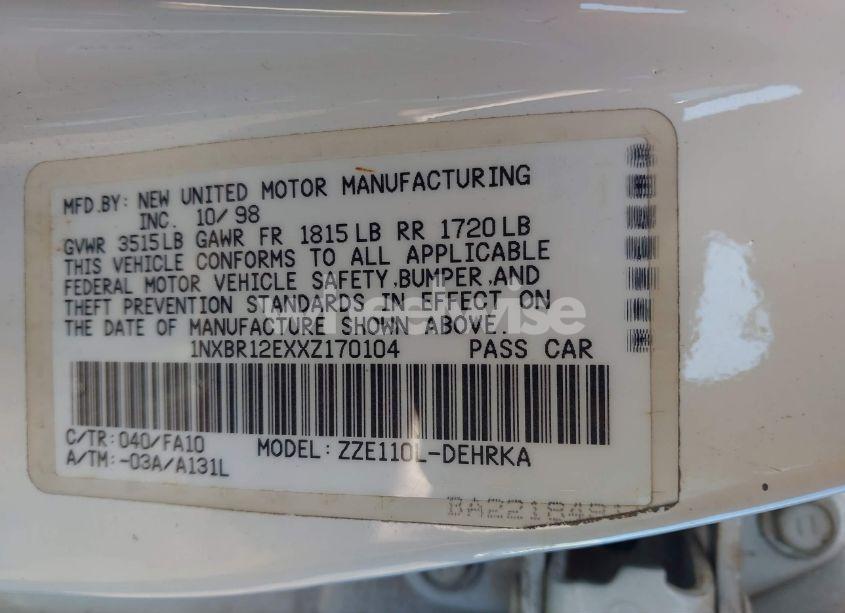 MFD.BY: NEW UNITED MOTOR MANUFACTURING
INC. 10/98
GVWR 3515LB GAWR FR 1815LB RR 1720LB
THIS VEHICLE CONFORMS TO ALL APPLICABLE
FEDERAL MOTOR VEHICLE SAFETY,BUMPER,AND
THEFT PREVENTION STANDARDS IN EFFECT ON
THE DATE OF MANUFACTURE SHOWN ABOVE.
1NXBR12EXXZ170104 PASS CAR
C/TR:040/FA10 MODEL: ZZE110L-DEHRKA
A/TM:-03A/A131L